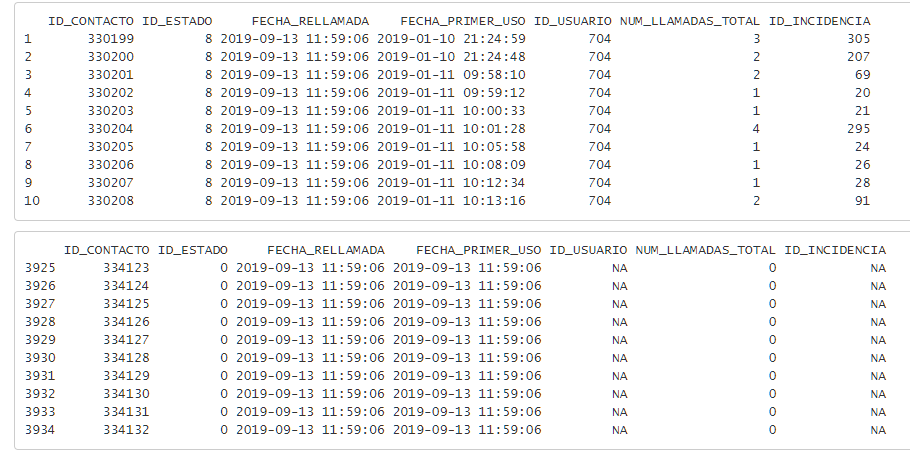 ID_CONTACTO ID_ESTADO FECHA_RELLAMADA FECHA_PRIMER_USO ID_USUARIO NUM_LLAMADAS_TOTAL ID_INCIDENCIA
1 330199 8 2019-09-13 11:59:06 2019-01-10 21:24:59 704 3 305
2 330200 8 2019-09-13 11:59:06 2019-01-10 21:24:48 704 2 207
3 330201 8 2019-09-13 11:59:06 2019-01-11 09:58:10 704 2 69
4 330202 8 2019-09-13 11:59:06 2019-01-11 09:59:12 704 1 20
5 330203 8 2019-09-13 11:59:06 2019-01-11 10:00:33 704 1 21
6 330204 8 2019-09-13 11:59:06 2019-01-11 10:01:28 704 4 295
7 330205 8 2019-09-13 11:59:06 2019-01-11 10:05:58 704 1 24
8 330206 8 2019-09-13 11:59:06 2019-01-11 10:08:09 704 1 26
9 330207 8 2019-09-13 11:59:06 2019-01-11 10:12:34 704 1 28
10 330208 8 2019-09-13 11:59:06 2019-01-11 10:13:16 704 2 91
ID_CONTACTO ID_ESTADO FECHA_RELLAMADA FECHA_PRIMER_USO ID_USUARIO NUM_LLAMADAS_TOTAL ID_INCIDENCIA
3925 334123 0 2019-09-13 11:59:06 2019-09-13 11:59:06 NA 0 NA
3926 334124 0 2019-09-13 11:59:06 2019-09-13 11:59:06 NA 0 NA
3927 334125 0 2019-09-13 11:59:06 2019-09-13 11:59:06 NA 0 NA
3928 334126 0 2019-09-13 11:59:06 2019-09-13 11:59:06 NA 0 NA
3929 334127 0 2019-09-13 11:59:06 2019-09-13 11:59:06 NA 0 NA
3930 334128 0 2019-09-13 11:59:06 2019-09-13 11:59:06 NA 0 NA
3931 334129 0 2019-09-13 11:59:06 2019-09-13 11:59:06 NA 0 NA
3932 334130 0 2019-09-13 11:59:06 2019-09-13 11:59:06 NA 0 NA
3933 334131 0 2019-09-13 11:59:06 2019-09-13 11:59:06 NA 0 NA
3934 334132 0 2019-09-13 11:59:06 2019-09-13 11:59:06 NA 0 NA